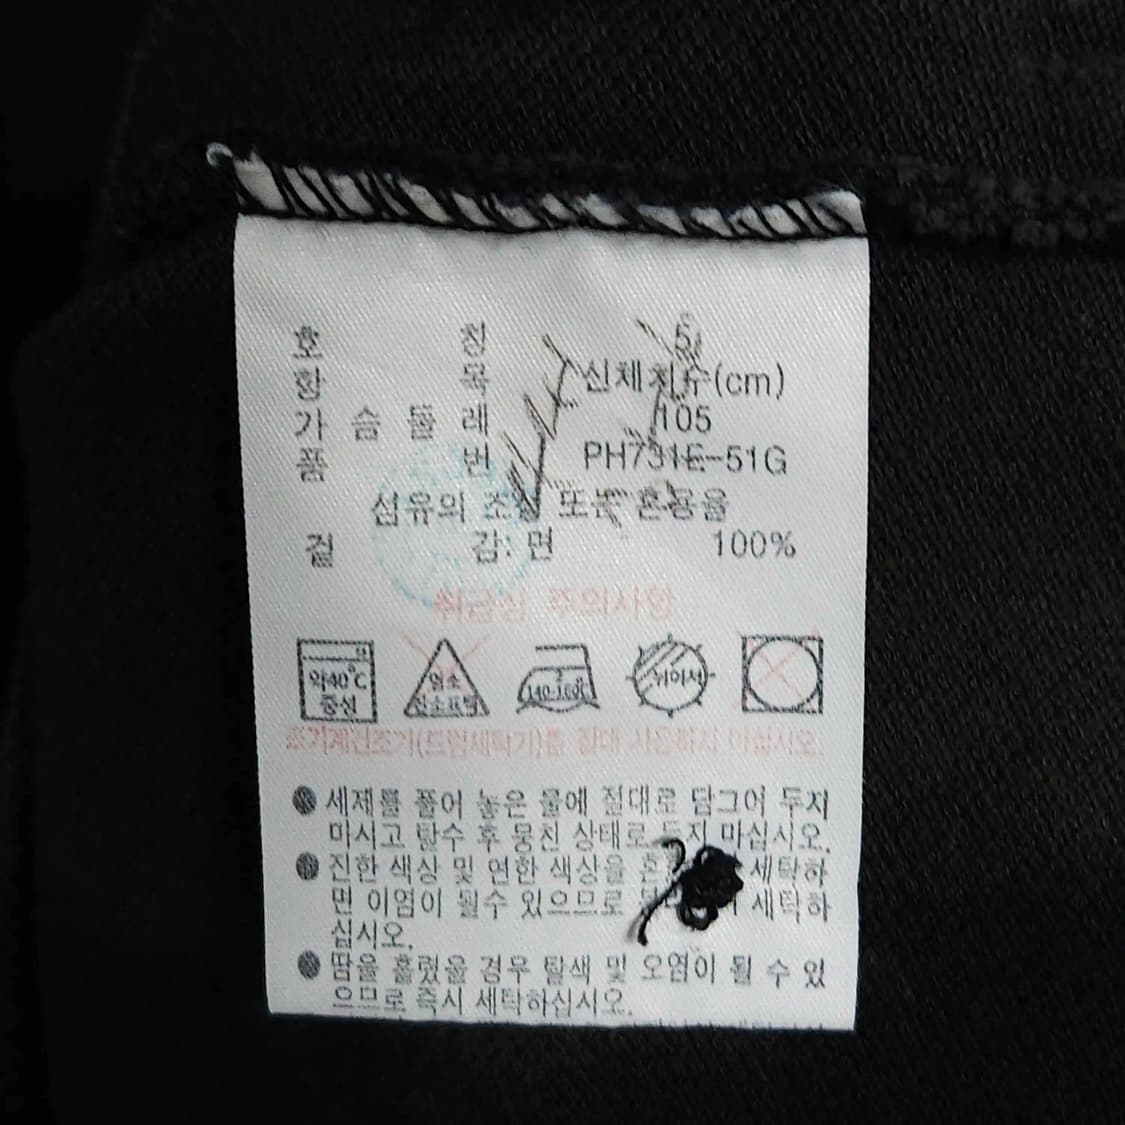 호 칭 5
항 목 신체치수(cm)
가 슴 둘 레 105
품 번 PH731E-51G
섬유의 조성 또는 혼용율
겉 감: 면 100%
취급상 주의사항
약40℃
중성
염소
산소표백
140-160℃
뉘어서
※기계건조기(드럼세탁기)를 절대 사용하지 마십시오.
세제를 풀어 놓은 물에 절대로 담그어 두지
마시고 탈수 후 뭉친 상태로 두지 마십시오.
진한 색상 및 연한 색상을 세탁하
면 이염이 될수 있으므로 세탁하
십시오.
땀을 흘렸을 경우 탈색 및 오염이 될 수 있
으므로 즉시 세탁하십시오.